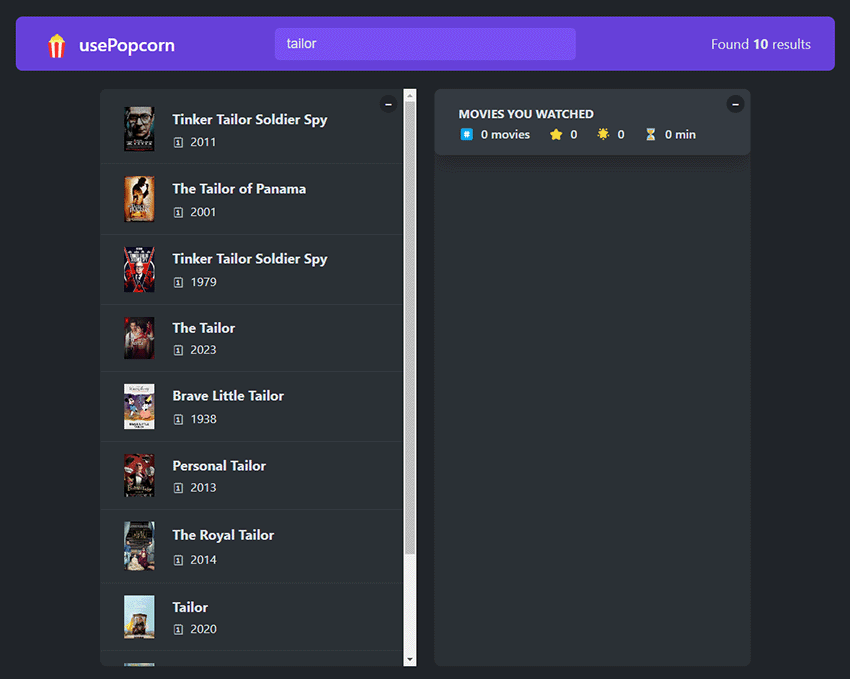 usePopcorn
tailor
Found 10 results
Tinker Tailor Soldier Spy
2011
The Tailor of Panama
2001
Tinker Tailor Soldier Spy
1979
The Tailor
2023
Brave Little Tailor
1938
Personal Tailor
2013
The Royal Tailor
2014
Tailor
2020
MOVIES YOU WATCHED
# 0 movies 0 0 0 min